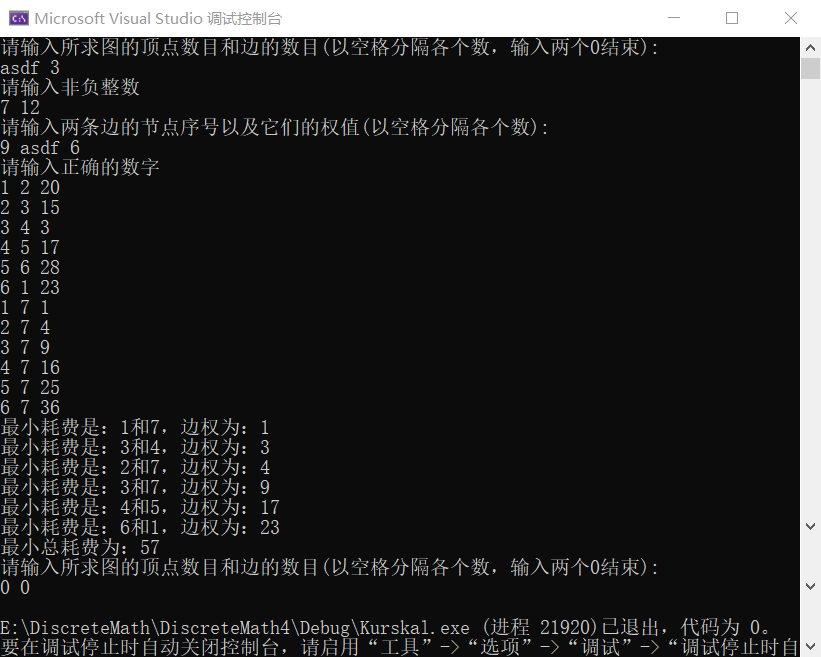 Microsoft Visual Studio 调试控制台
请输入所求图的顶点数目和边的数目(以空格分隔各个数，输入两个0结束)：
asdf 3
请输入非负整数
7 12
请输入两条边的节点序号以及它们的权值(以空格分隔各个数)：
9 asdf 6
请输入正确的数字
1 2 20
2 3 15
3 4 3
4 5 17
5 6 28
6 1 23
1 7 1
2 7 4
3 7 9
4 7 16
5 7 25
6 7 36
最小耗费是：1和7，边权为：1
最小耗费是：3和4，边权为：3
最小耗费是：2和7，边权为：4
最小耗费是：3和7，边权为：9
最小耗费是：4和5，边权为：17
最小耗费是：6和1，边权为：23
最小总耗费为：57
请输入所求图的顶点数目和边的数目(以空格分隔各个数，输入两个0结束)：
0 0
E:\DiscreteMath\DiscreteMath4\Debug\Kurskal.exe (进程 21920)已退出，代码为 0。
要在调试停止时自动关闭控制台，请启用“工具”->“选项”->“调试”->“调试停止时自